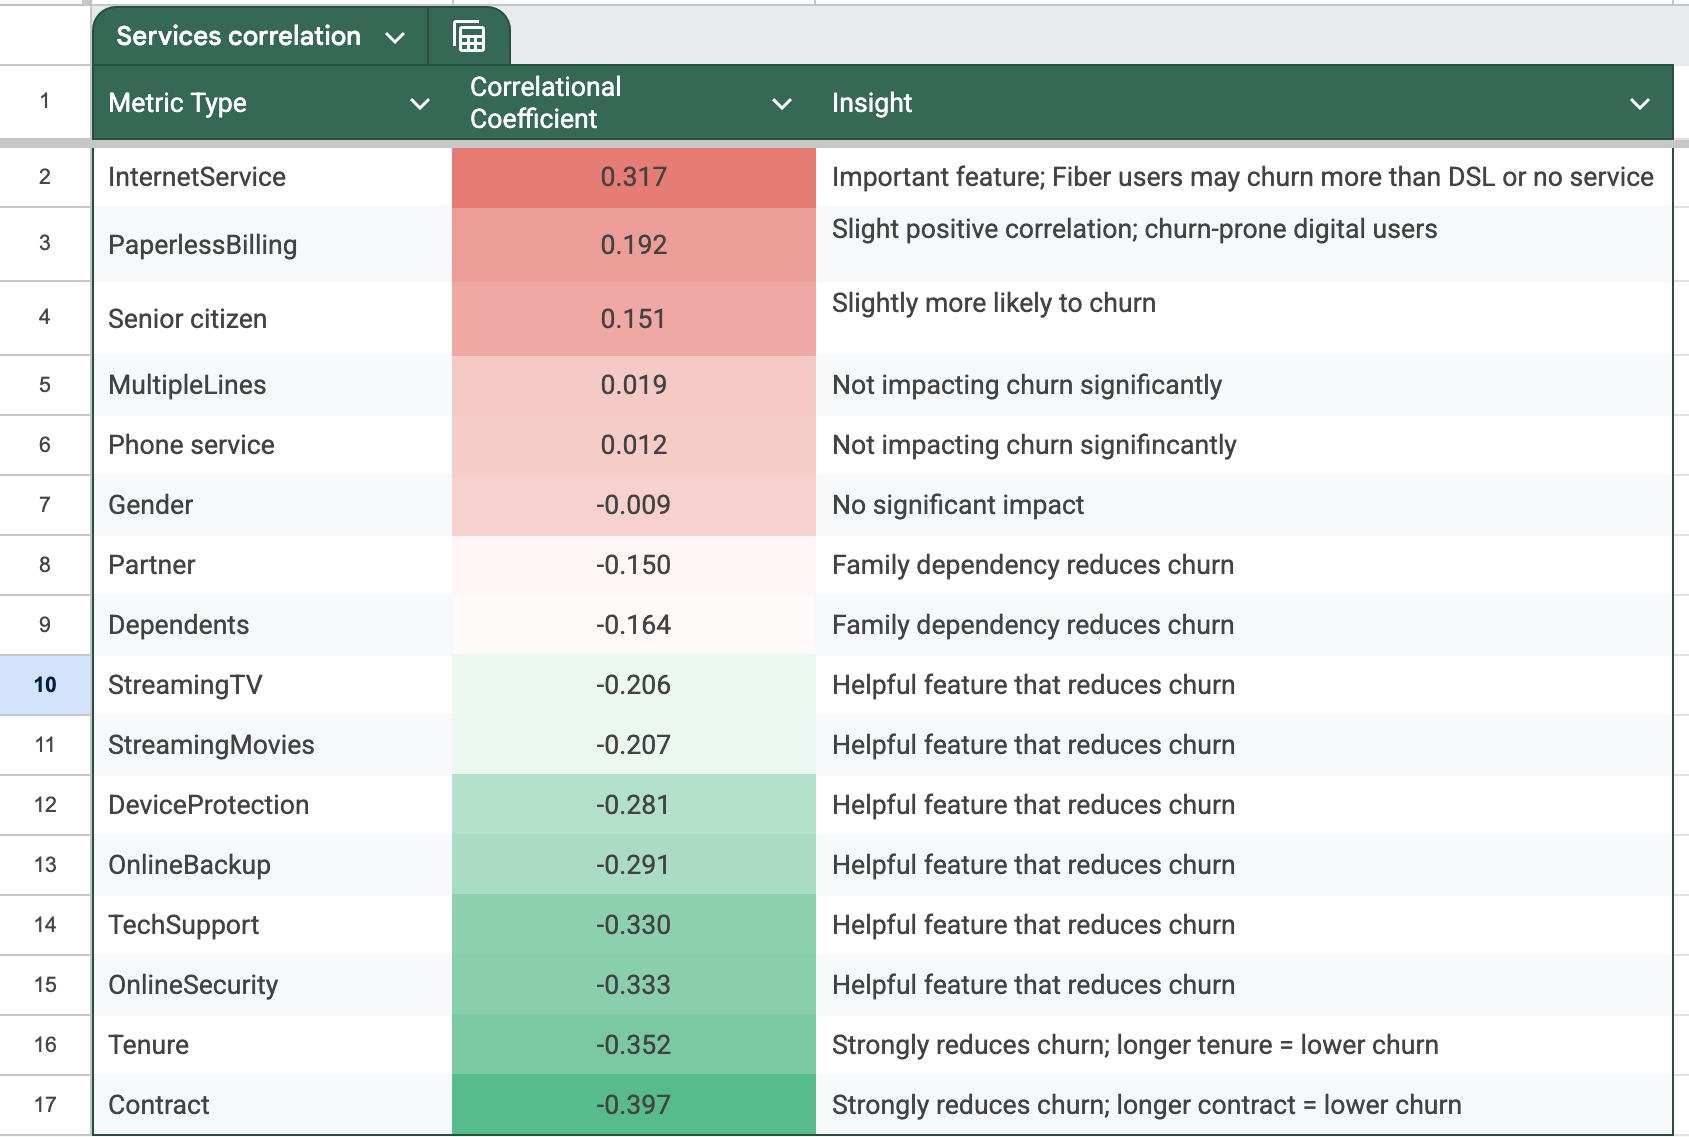 Services correlation
1 Metric Type Correlational Coefficient Insight
2 InternetService 0.317 Important feature; Fiber users may churn more than DSL or no service
3 PaperlessBilling 0.192 Slight positive correlation; churn-prone digital users
4 Senior citizen 0.151 Slightly more likely to churn
5 MultipleLines 0.019 Not impacting churn significantly
6 Phone service 0.012 Not impacting churn signifincantly
7 Gender -0.009 No significant impact
8 Partner -0.150 Family dependency reduces churn
9 Dependents -0.164 Family dependency reduces churn
10 StreamingTV -0.206 Helpful feature that reduces churn
11 StreamingMovies -0.207 Helpful feature that reduces churn
12 DeviceProtection -0.281 Helpful feature that reduces churn
13 OnlineBackup -0.291 Helpful feature that reduces churn
14 TechSupport -0.330 Helpful feature that reduces churn
15 OnlineSecurity -0.333 Helpful feature that reduces churn
16 Tenure -0.352 Strongly reduces churn; longer tenure = lower churn
17 Contract -0.397 Strongly reduces churn; longer contract = lower churn